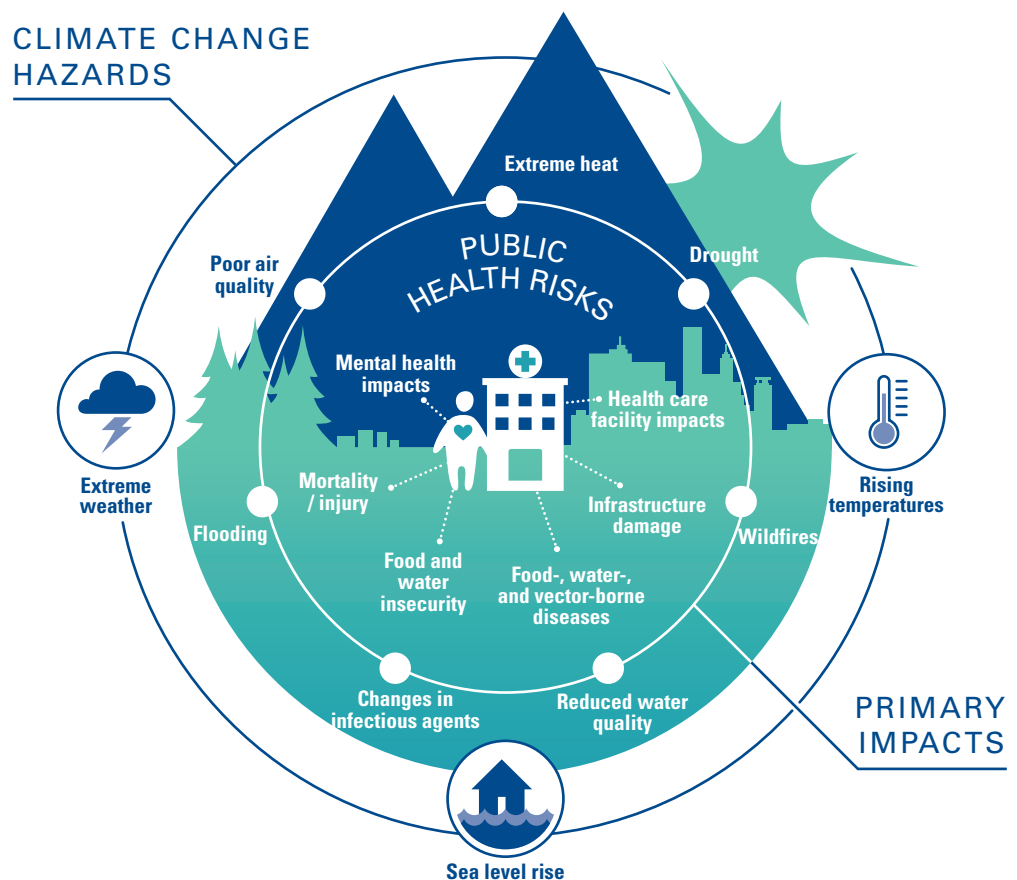 CLIMATE CHANGE
HAZARDS
Extreme heat
PUBLIC
HEALTH RISKS
Drought
Poor air
quality
Mental health
impacts
Health care
facility impacts
Extreme
weather
Rising
temperatures
Mortality
/ injury
Infrastructure
damage
Flooding
Wildfires
Food and
water
insecurity
Food-, water-,
and vector-borne
diseases
Changes in
infectious agents
Reduced water
quality
PRIMARY
IMPACTS
Sea level rise